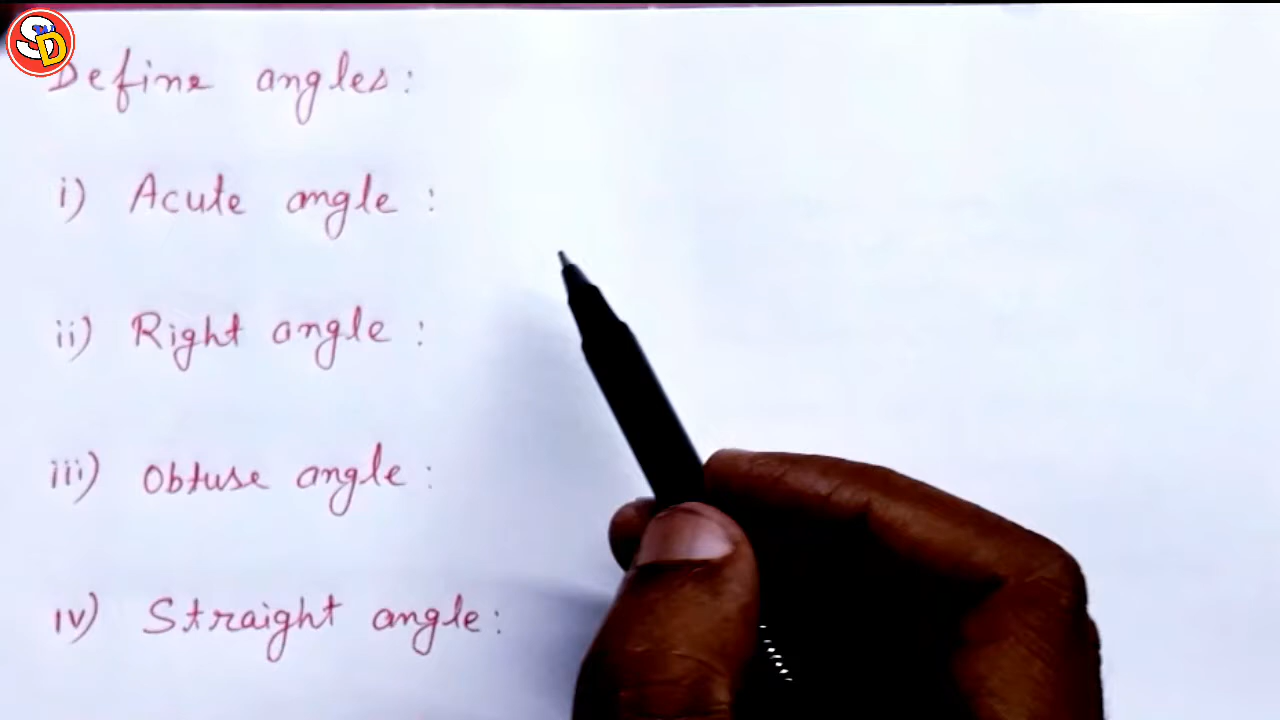 SD
Define angles:
i) Acute angle :
ii) Right angle :
iii) Obtuse angle :
iv) Straight angle: